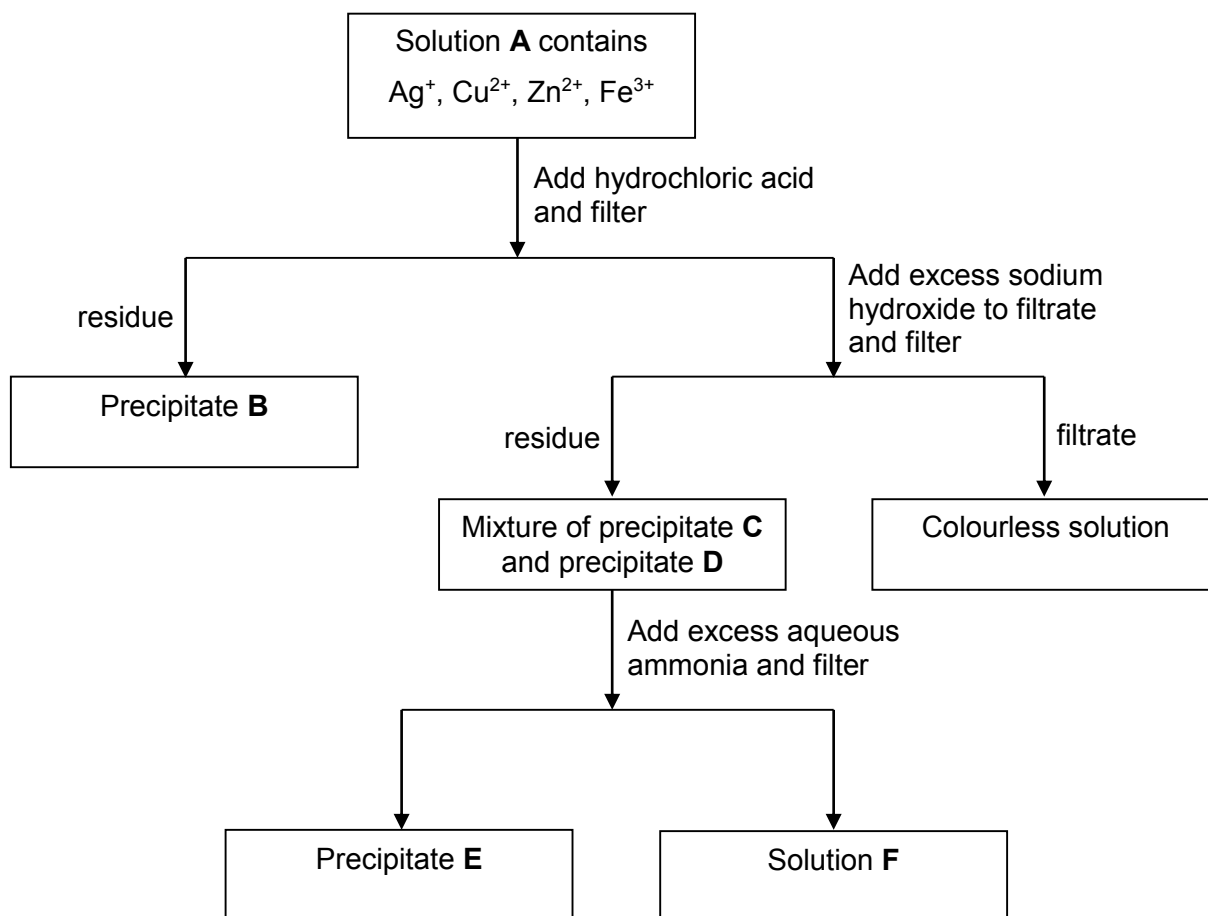 Solution A contains
Ag⁺, Cu²⁺, Zn²⁺, Fe³⁺
Add hydrochloric acid
and filter
residue
Add excess sodium
hydroxide to filtrate
and filter
Precipitate B
residue
filtrate
Mixture of precipitate C
and precipitate D
Colourless solution
Add excess aqueous
ammonia and filter
Precipitate E
Solution F